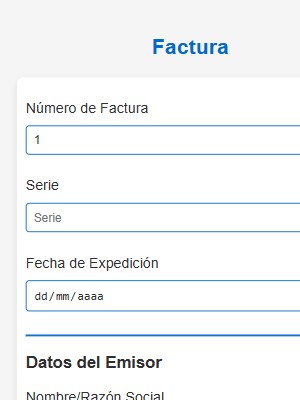 Factura
Número de Factura
1
Serie
Serie
Fecha de Expedición
dd/mm/aaaa
Datos del Emisor
Nombre/Razón Social